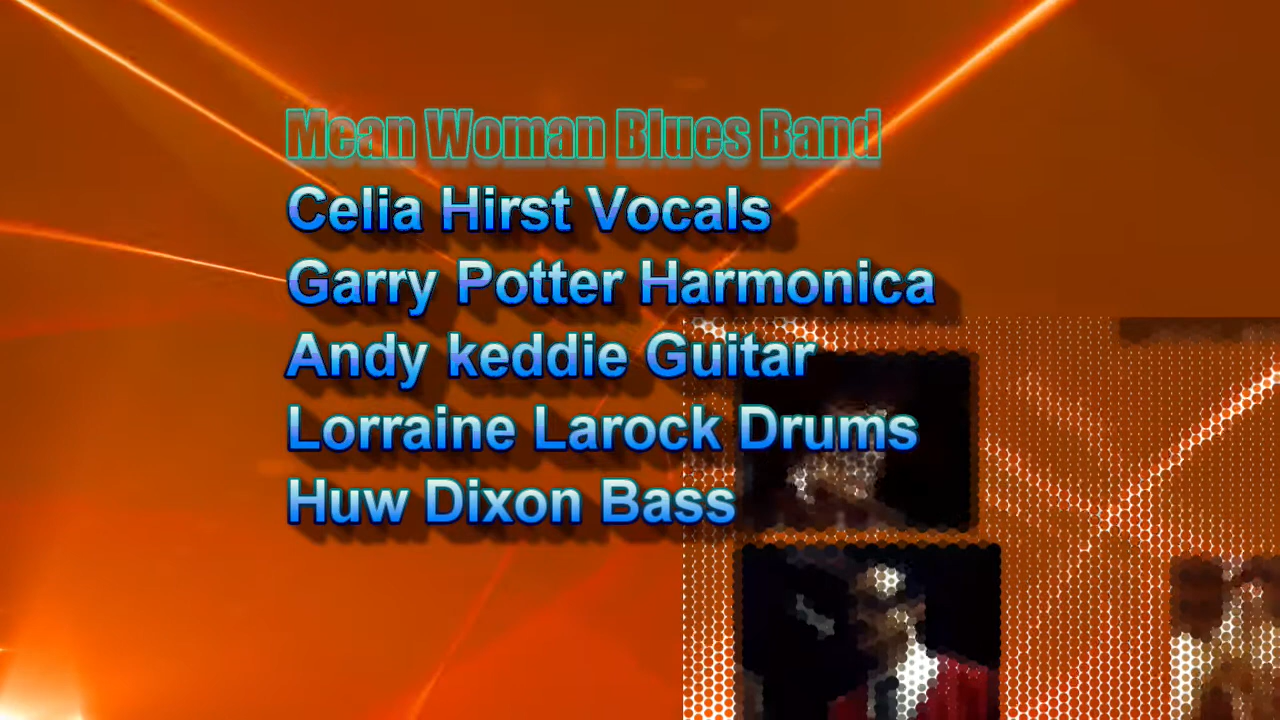 Mean Woman Blues Band
Celia Hirst Vocals
Garry Potter Harmonica
Andy keddie Guitar
Lorraine Larock Drums
Huw Dixon Bass